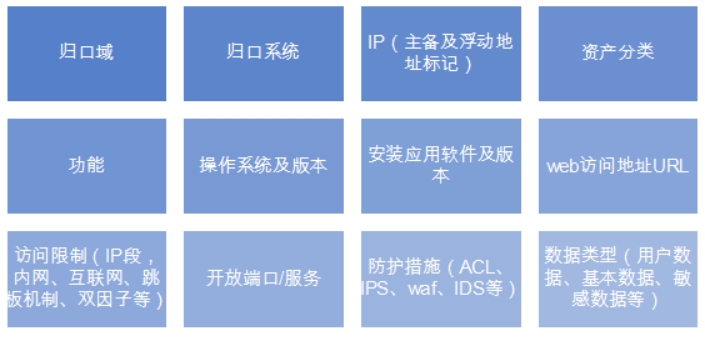 归口域
归口系统
IP（主备及浮动地
址标记）
资产分类
功能
操作系统及版本
安装应用软件及版
本
web访问地址URL
访问限制（IP段，
内网、互联网、跳
板机制、双因子等）
开放端口/服务
防护措施（ACL、
IPS、waf、IDS等）
数据类型（用户数
据、基本数据、敏
感数据等）